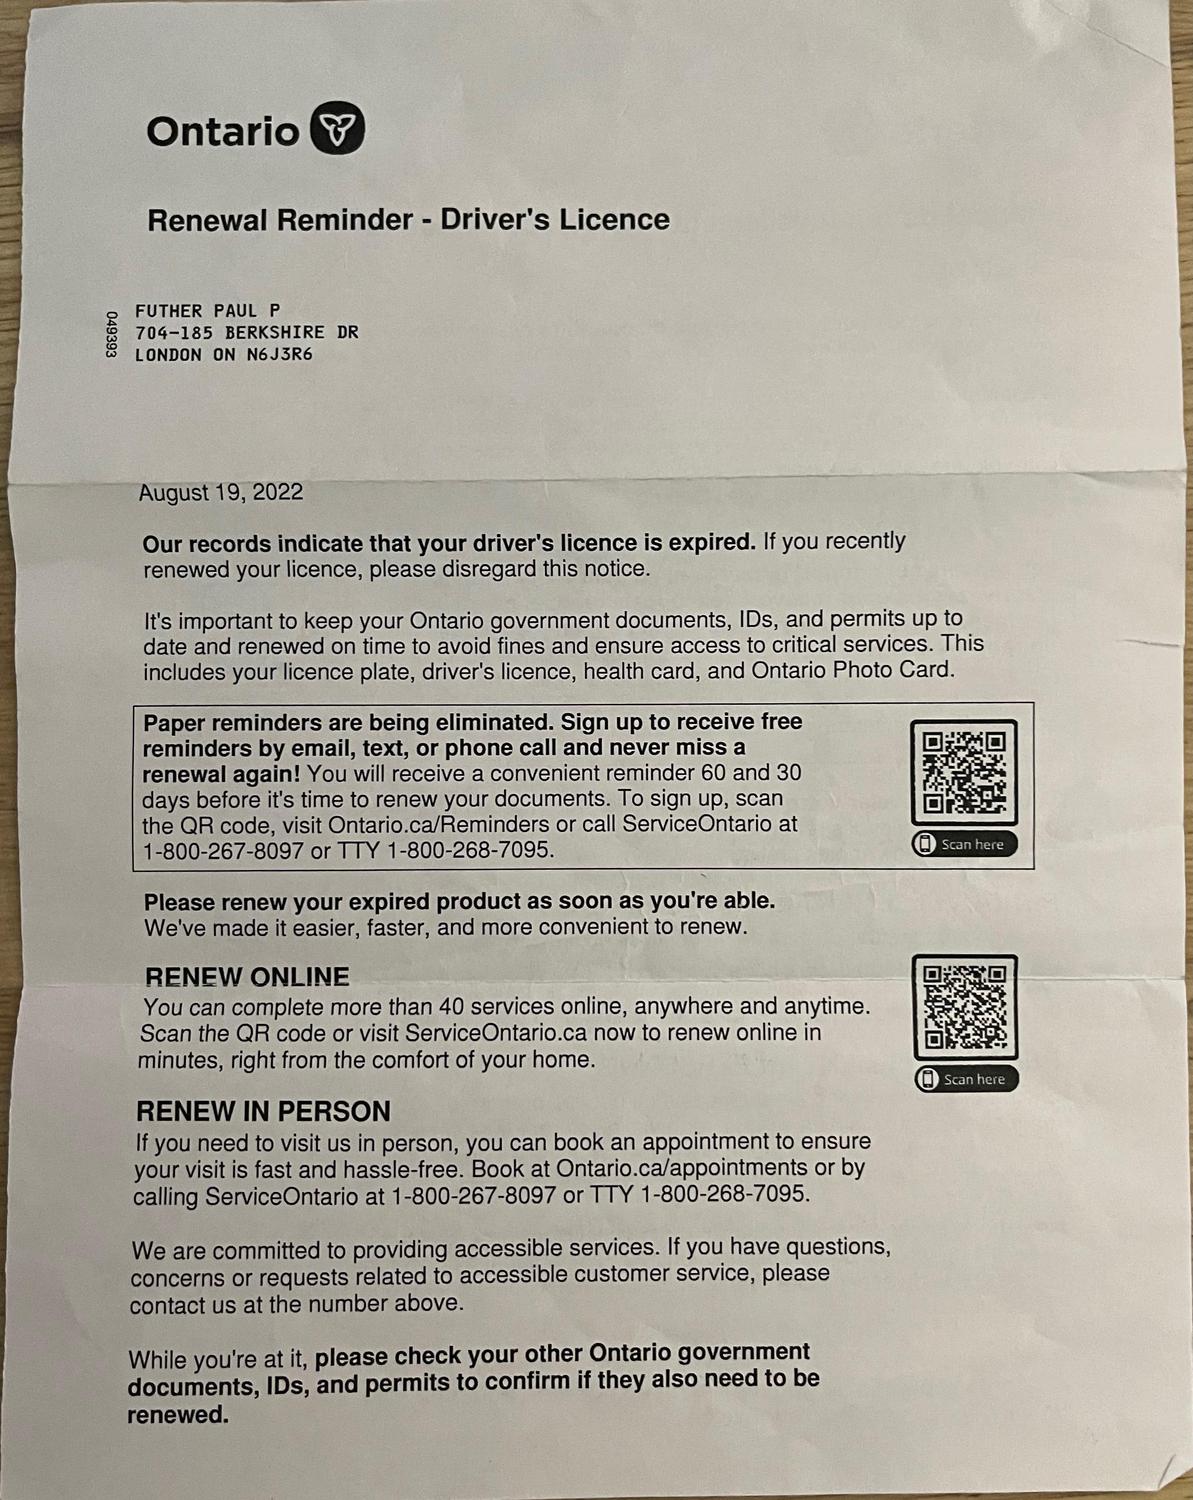 Ontario
Renewal Reminder - Driver's Licence
049393
FUTHER PAUL P
704-185 BERKSHIRE DR
LONDON ON N6J3R6
August 19, 2022
Our records indicate that your driver's licence is expired. If you recently
renewed your licence, please disregard this notice.
It's important to keep your Ontario government documents, IDs, and permits up to
date and renewed on time to avoid fines and ensure access to critical services. This
includes your licence plate, driver's licence, health card, and Ontario Photo Card.
Paper reminders are being eliminated. Sign up to receive free
reminders by email, text, or phone call and never miss a
renewal again! You will receive a convenient reminder 60 and 30
days before it's time to renew your documents. To sign up, scan
the QR code, visit Ontario.ca/Reminders or call ServiceOntario at
1-800-267-8097 or TTY 1-800-268-7095.
Scan here
Please renew your expired product as soon as you're able.
We've made it easier, faster, and more convenient to renew.
RENEW ONLINE
You can complete more than 40 services online, anywhere and anytime.
Scan the QR code or visit ServiceOntario.ca now to renew online in
minutes, right from the comfort of your home.
Scan here
RENEW IN PERSON
If you need to visit us in person, you can book an appointment to ensure
your visit is fast and hassle-free. Book at Ontario.ca/appointments or by
calling ServiceOntario at 1-800-267-8097 or TTY 1-800-268-7095.
We are committed to providing accessible services. If you have questions,
concerns or requests related to accessible customer service, please
contact us at the number above.
While you're at it, please check your other Ontario government
documents, IDs, and permits to confirm if they also need to be
renewed.